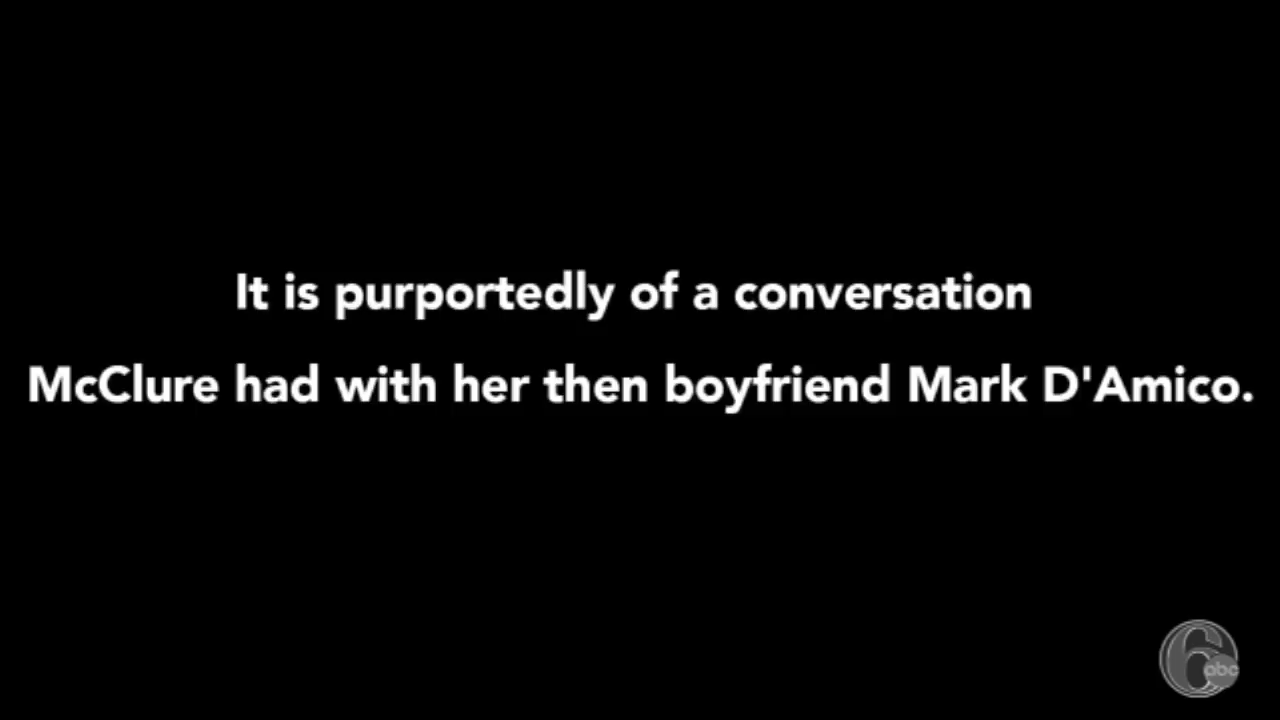 It is purportedly of a conversation
McClure had with her then boyfriend Mark D'Amico.
6abc